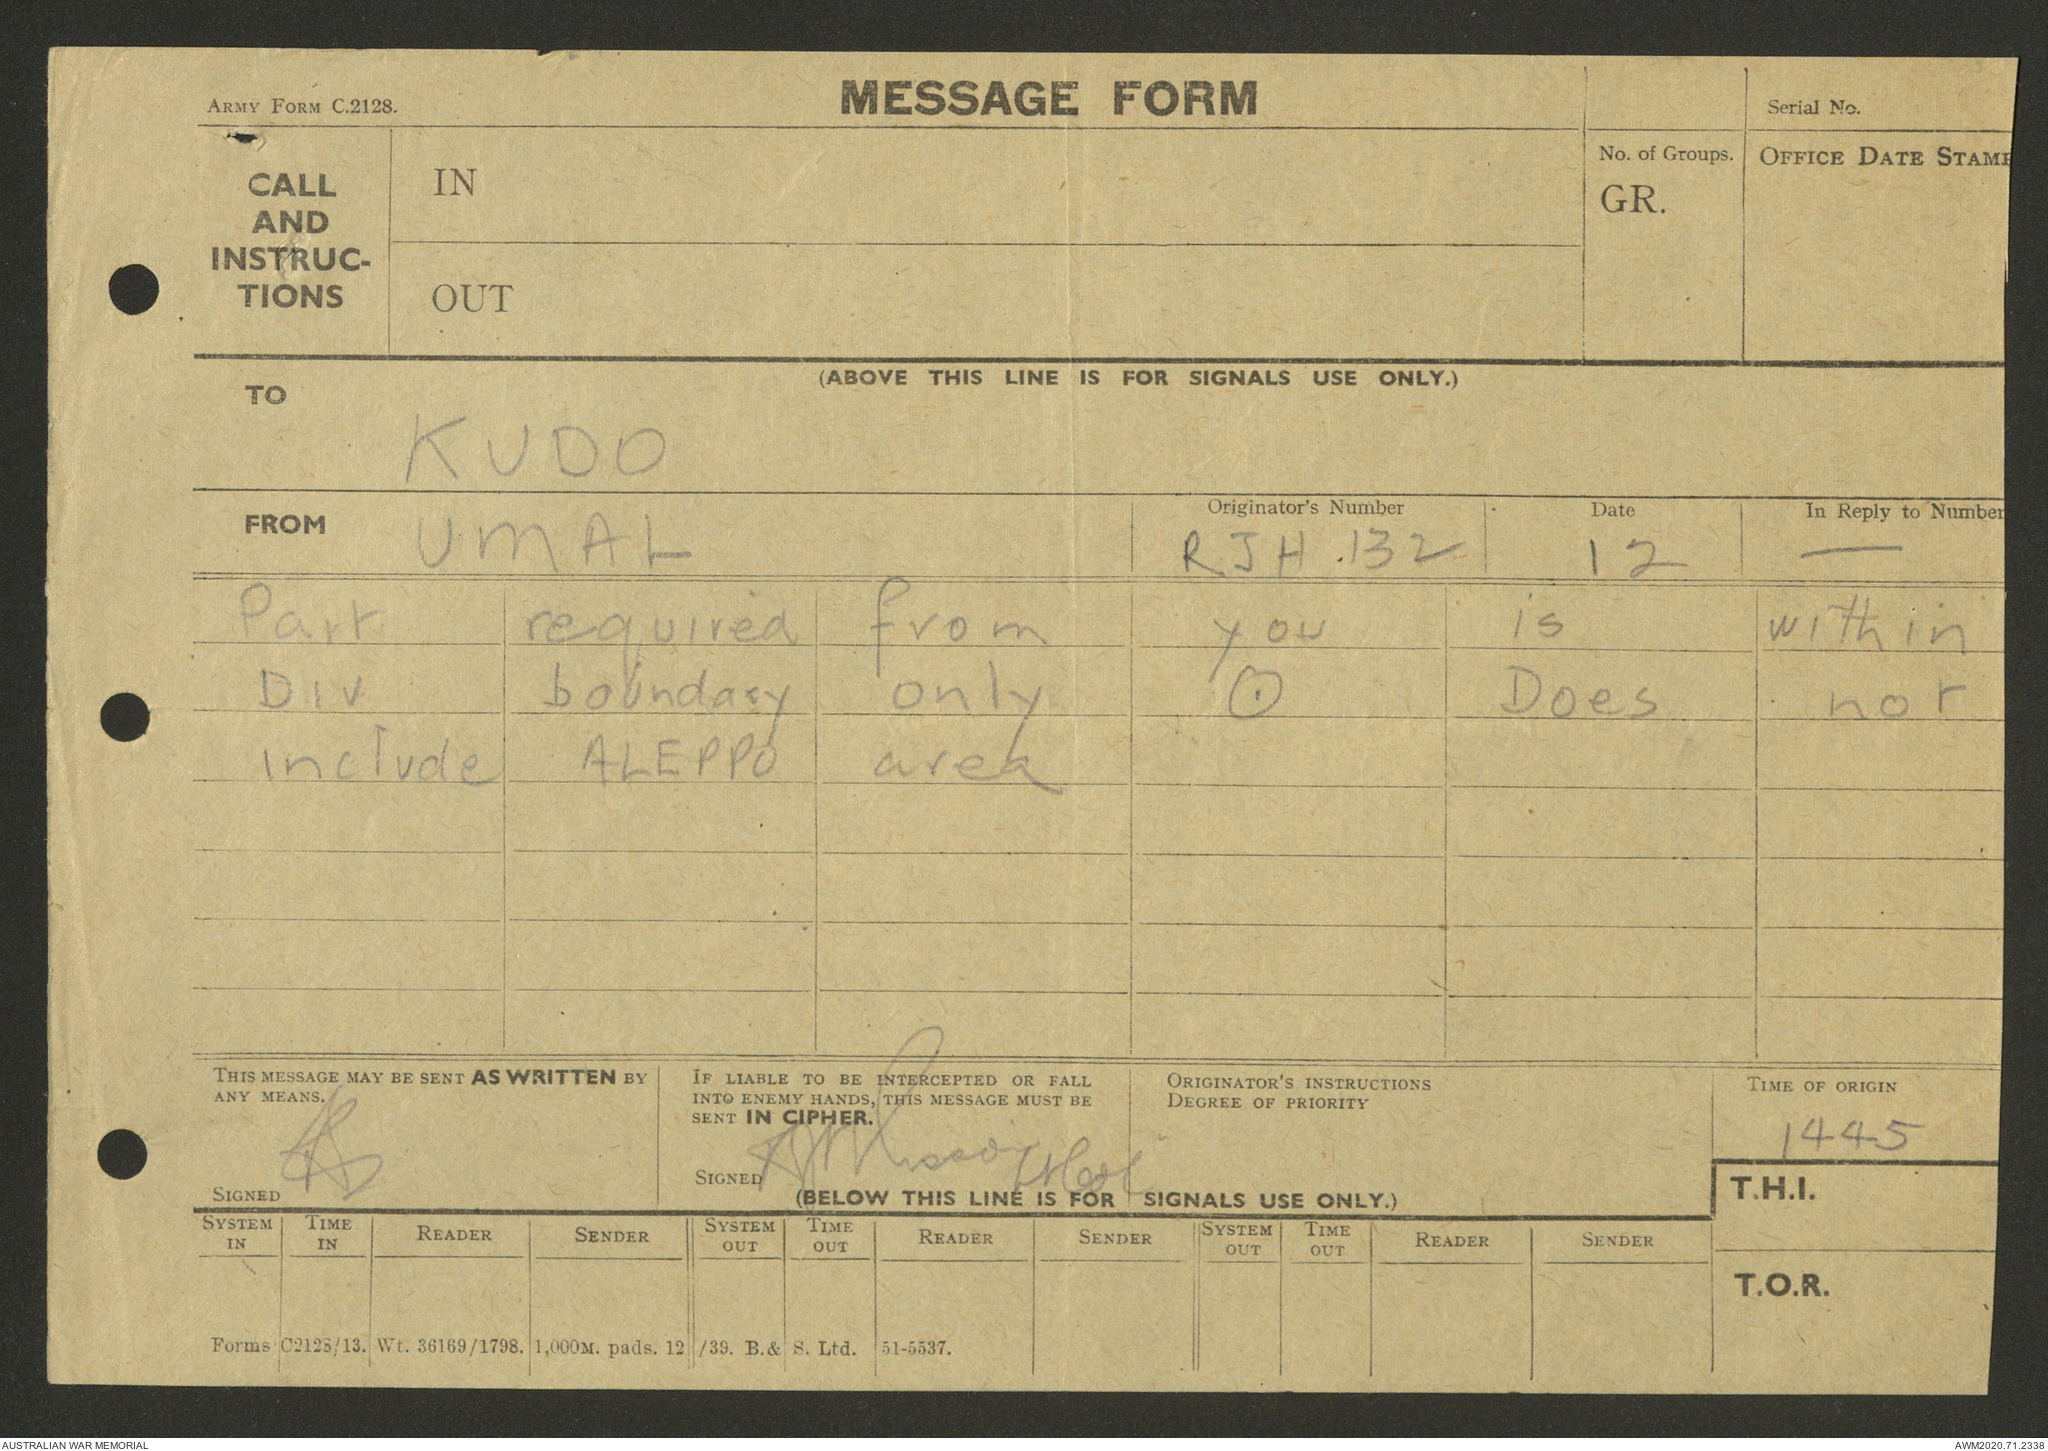 Army Form C.2128.
MESSAGE FORM
Serial No.
CALL
AND
INSTRUC-
TIONS
IN
OUT
No. of Groups.
GR.
Office Date Stamp
(ABOVE THIS LINE IS FOR SIGNALS USE ONLY.)
TO
KUDO
FROM
UMAL
Originator's Number
RJH.132
Date
12
In Reply to Number
—
Part required from you is within
Div boundary only ⊙ Does not
include ALEPPO area
This message may be sent AS WRITTEN by
any means.
Signed
If liable to be intercepted or fall
into enemy hands, this message must be
sent IN CIPHER.
Signed
Originator's Instructions
Degree of Priority
Time of Origin
1445
(BELOW THIS LINE IS FOR SIGNALS USE ONLY.)
T.H.I.
System In Time In Reader Sender System Out Time Out Reader Sender System Out Time Out Reader Sender
T.O.R.
Forms C2128/13. Wt. 36169/1798. 1,000M. pads. 12/39. B.& S. Ltd. 51-5537.
AUSTRALIAN WAR MEMORIAL
AWM2020.71.2338